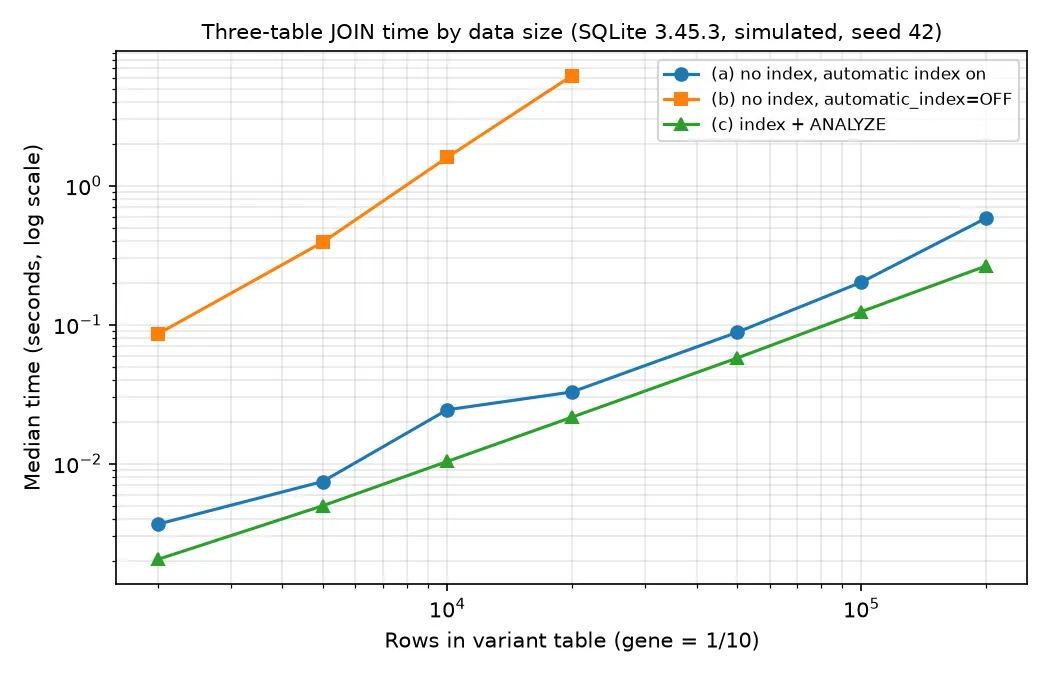 Three-table JOIN time by data size (SQLite 3.45.3, simulated, seed 42)
(a) no index, automatic index on
(b) no index, automatic_index=OFF
(c) index + ANALYZE
Median time (seconds, log scale)
10⁰
10⁻¹
10⁻²
10⁴
10⁵
Rows in variant table (gene = 1/10)